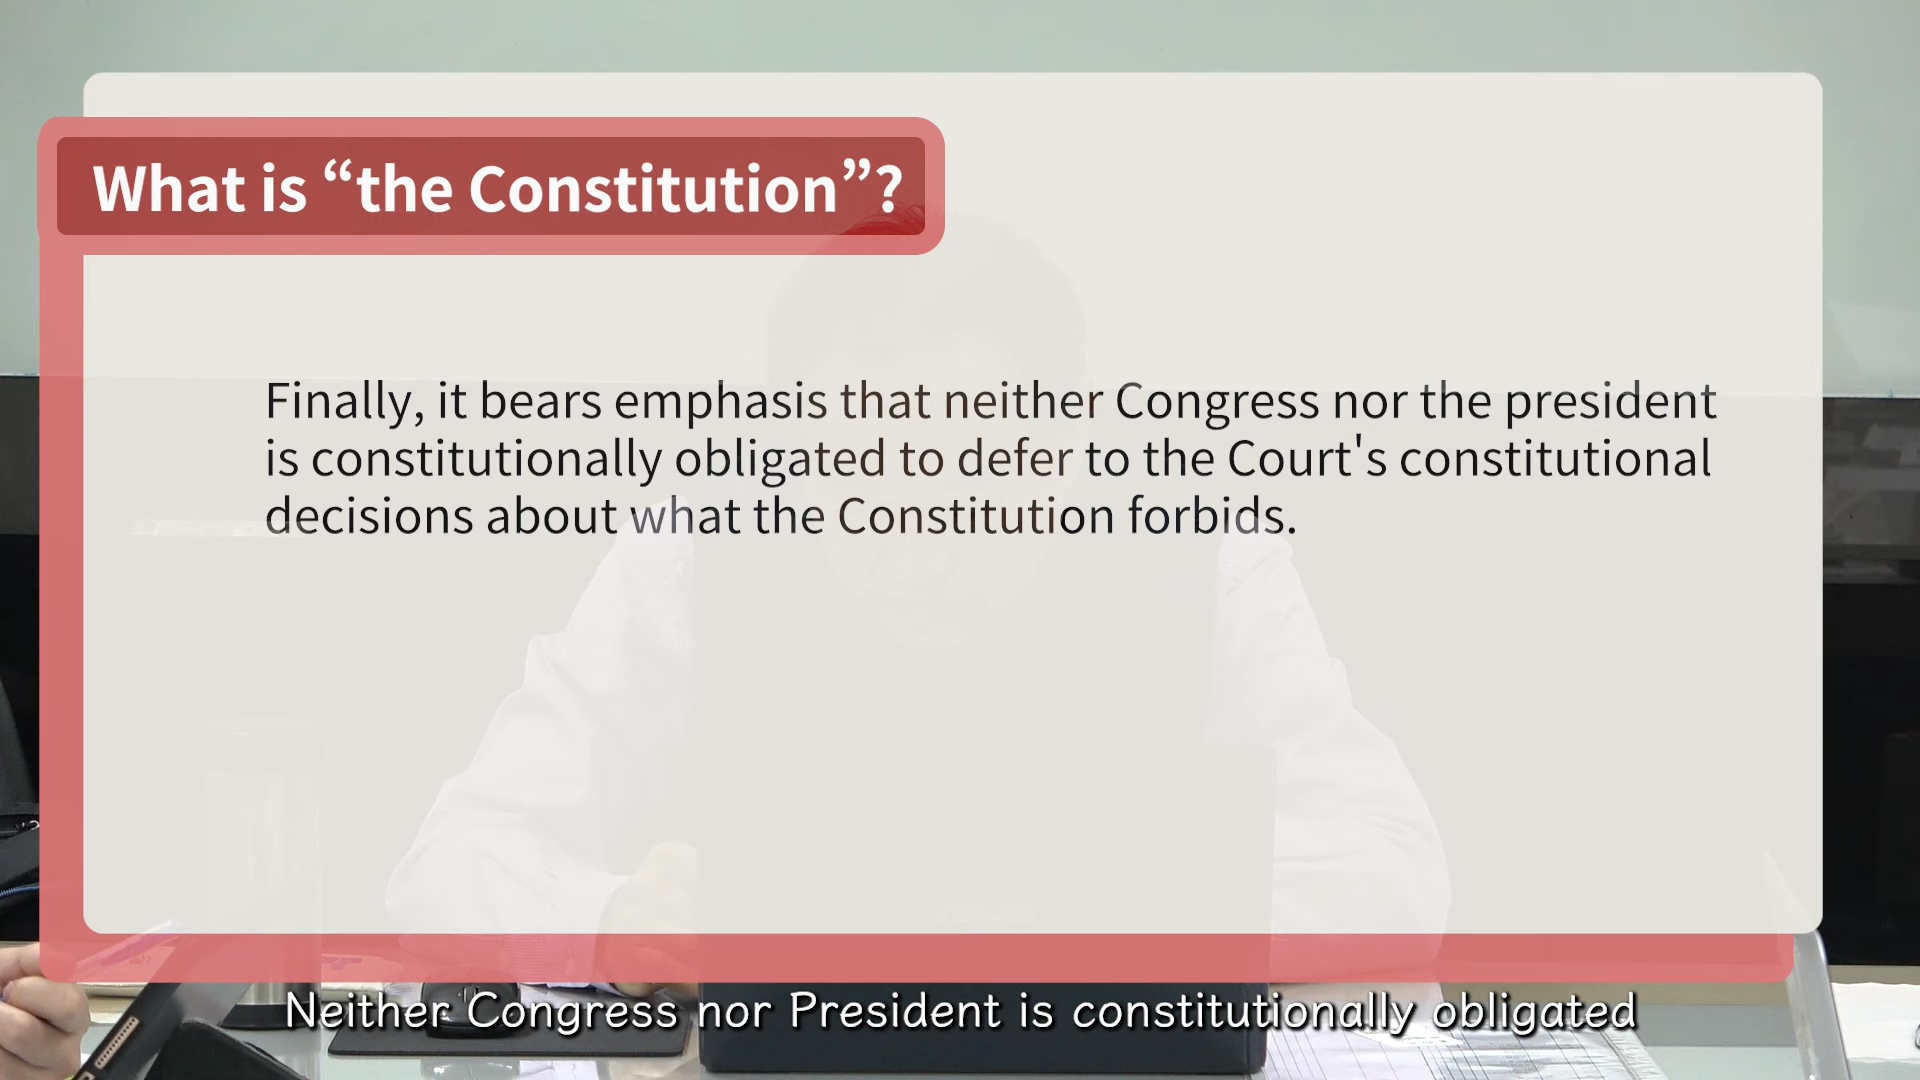 What is “the Constitution”?
Finally, it bears emphasis that neither Congress nor the president
is constitutionally obligated to defer to the Court's constitutional
decisions about what the Constitution forbids.
Neither Congress nor President is constitutionally obligated